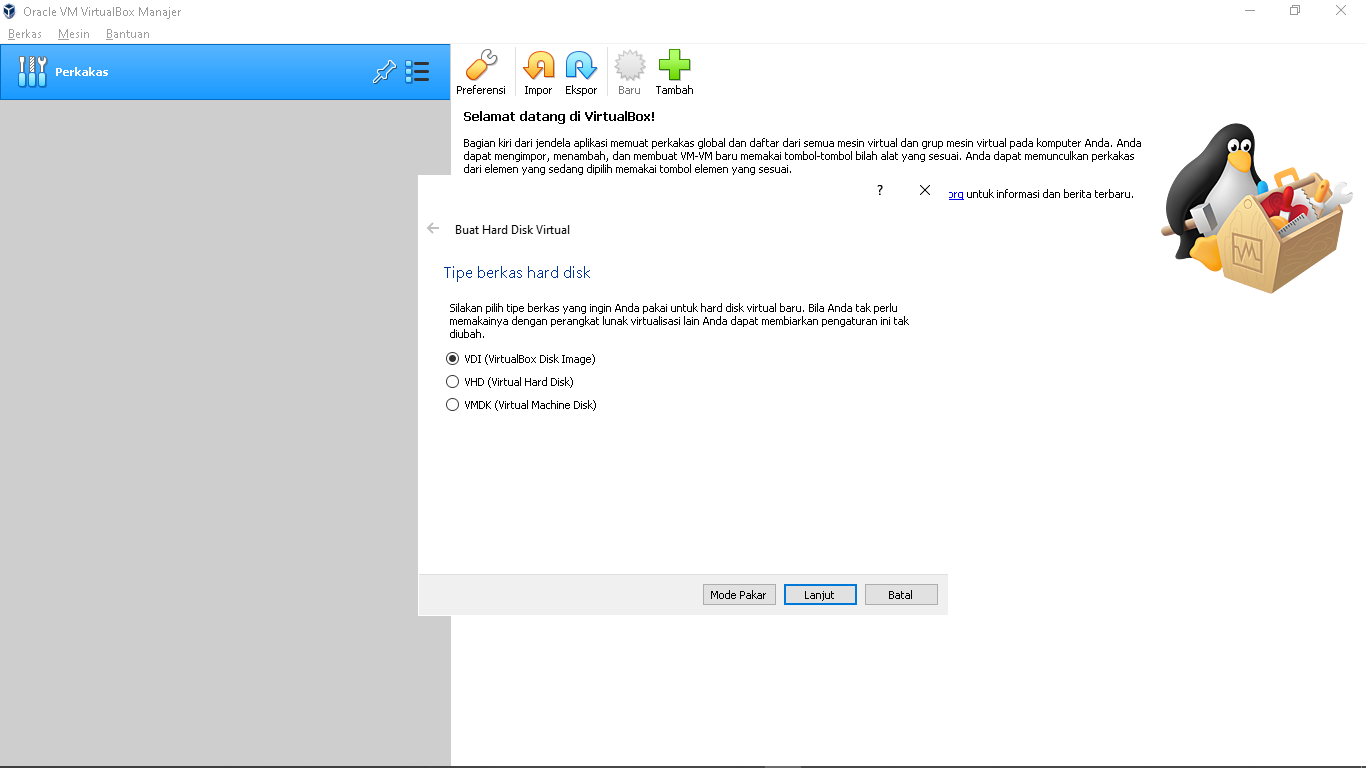 Oracle VM VirtualBox Manajer
Berkas Mesin Bantuan
Perkakas
Preferensi Impor Ekspor Baru Tambah
Selamat datang di VirtualBox!
Bagian kiri dari jendela aplikasi memuat perkakas global dan daftar dari semua mesin virtual dan grup mesin virtual pada komputer Anda. Anda
dapat mengimpor, menambah, dan membuat VM-VM baru memakai tombol-tombol bilah alat yang sesuai. Anda dapat memunculkan perkakas
dari elemen yang sedang dipilih memakai tombol elemen yang sesuai.
org untuk informasi dan berita terbaru.
?
Buat Hard Disk Virtual
Tipe berkas hard disk
Silakan pilih tipe berkas yang ingin Anda pakai untuk hard disk virtual baru. Bila Anda tak perlu
memakainya dengan perangkat lunak virtualisasi lain Anda dapat membiarkan pengaturan ini tak
diubah.
VDI (VirtualBox Disk Image)
VHD (Virtual Hard Disk)
VMDK (Virtual Machine Disk)
Mode Pakar Lanjut Batal